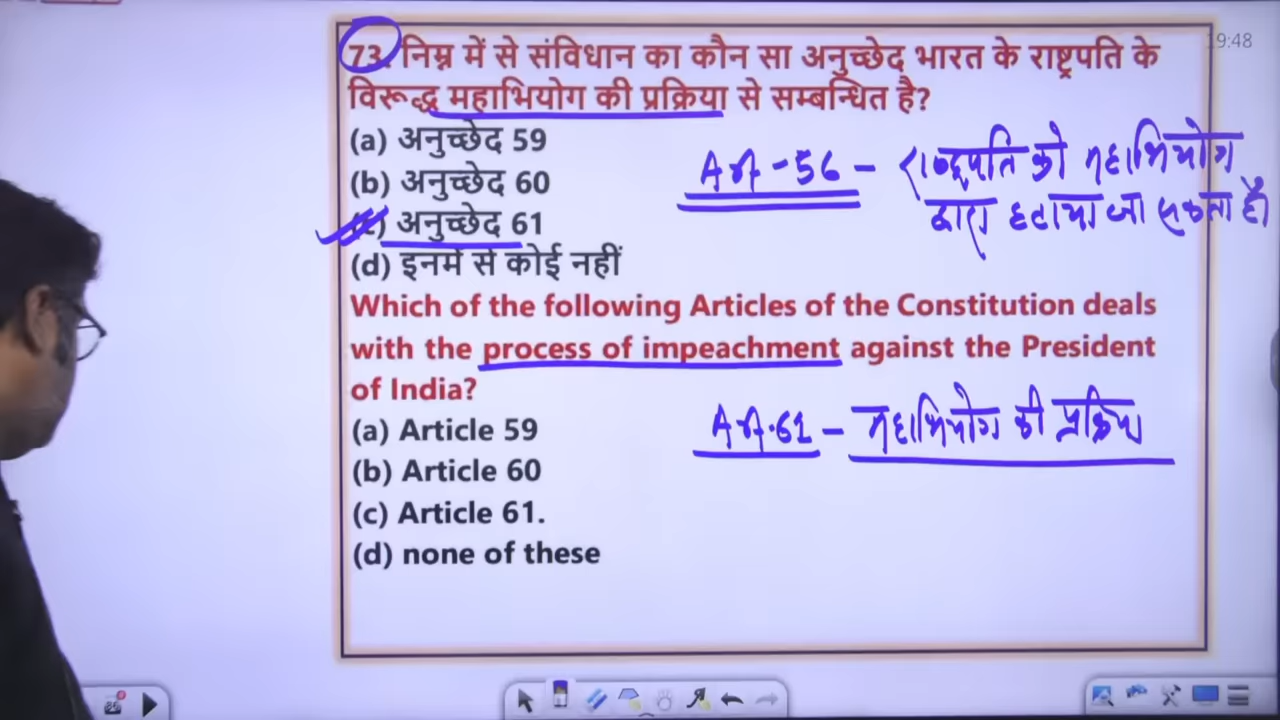 19:48
73. निम्न में से संविधान का कौन सा अनुच्छेद भारत के राष्ट्रपति के
विरूद्ध महाभियोग की प्रक्रिया से सम्बन्धित है?
(a) अनुच्छेद 59
(b) अनुच्छेद 60
(c) अनुच्छेद 61
(d) इनमें से कोई नहीं
Art-56 - राष्ट्रपति को महाभियोग
द्वारा हटाया जा सकता है।
Which of the following Articles of the Constitution deals
with the process of impeachment against the President
of India?
(a) Article 59
(b) Article 60
(c) Article 61.
(d) none of these
Art.61 - महाभियोग की प्रक्रिया